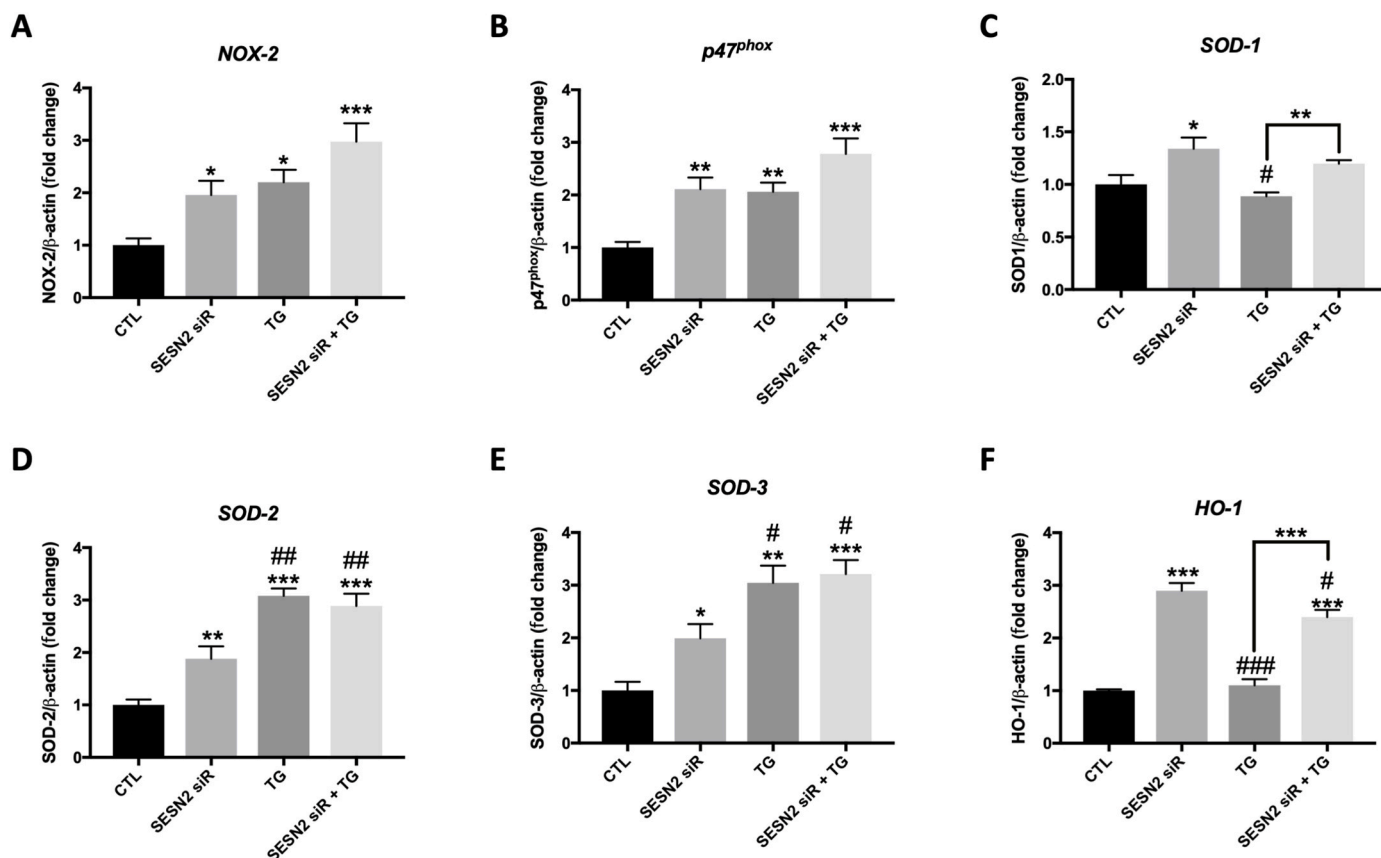 A
NOX-2
NOX-2/β-actin (fold change)
4
3
2
1
0
*
*
***
CTL
SESN2 siR
TG
SESN2 siR + TG
B
p47phox
p47phox/β-actin (fold change)
4
3
2
1
0
**
**
***
CTL
SESN2 siR
TG
SESN2 siR + TG
C
SOD-1
SOD1/β-actin (fold change)
2.0
1.5
1.0
0.5
0.0
*
#
**
CTL
SESN2 siR
TG
SESN2 siR + TG
D
SOD-2
SOD-2/β-actin (fold change)
4
3
2
1
0
**
##
***
##
***
CTL
SESN2 siR
TG
SESN2 siR + TG
E
SOD-3
SOD-3/β-actin (fold change)
4
3
2
1
0
*
#
**
#
***
CTL
SESN2 siR
TG
SESN2 siR + TG
F
HO-1
HO-1/β-actin (fold change)
4
3
2
1
0
***
###
***
#
***
CTL
SESN2 siR
TG
SESN2 siR + TG